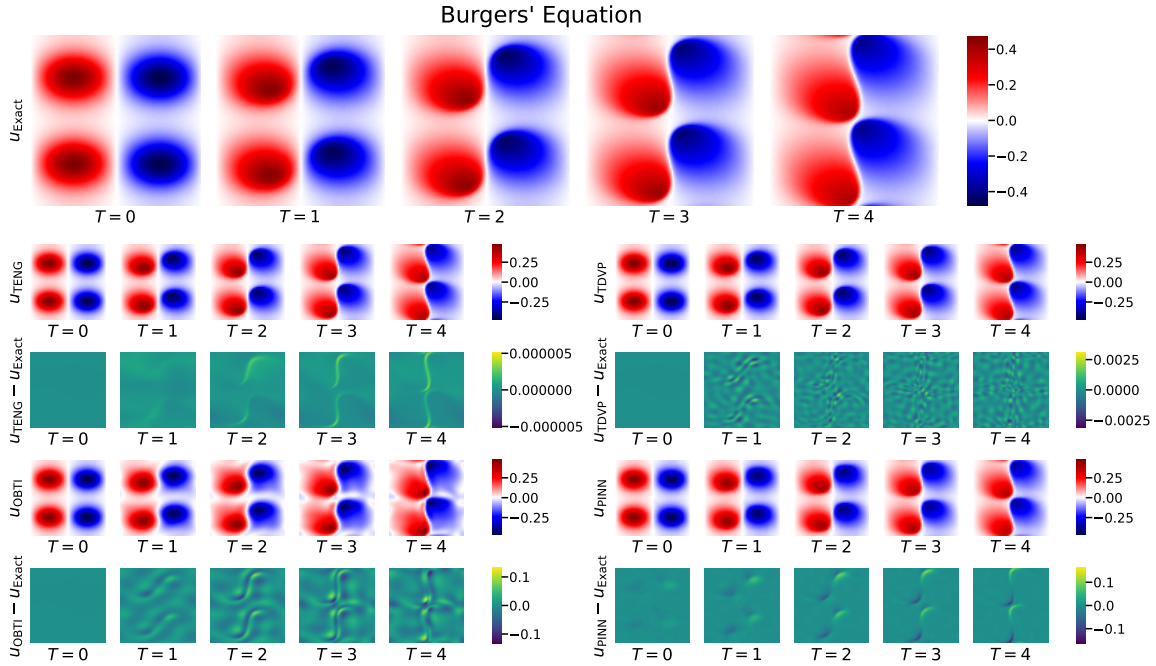 Burgers' Equation
u_Exact
T = 0 T = 1 T = 2 T = 3 T = 4
0.4
0.2
0.0
−0.2
−0.4
u_TENG
T = 0 T = 1 T = 2 T = 3 T = 4
0.25
0.00
−0.25
u_TDVP
T = 0 T = 1 T = 2 T = 3 T = 4
0.25
0.00
−0.25
u_TENG − u_Exact
T = 0 T = 1 T = 2 T = 3 T = 4
0.000005
0.000000
−0.000005
u_TDVP − u_Exact
T = 0 T = 1 T = 2 T = 3 T = 4
0.0025
0.0000
−0.0025
u_OBTI
T = 0 T = 1 T = 2 T = 3 T = 4
0.25
0.00
−0.25
u_PINN
T = 0 T = 1 T = 2 T = 3 T = 4
0.25
0.00
−0.25
u_OBTI − u_Exact
T = 0 T = 1 T = 2 T = 3 T = 4
0.1
0.0
−0.1
u_PINN − u_Exact
T = 0 T = 1 T = 2 T = 3 T = 4
0.1
0.0
−0.1